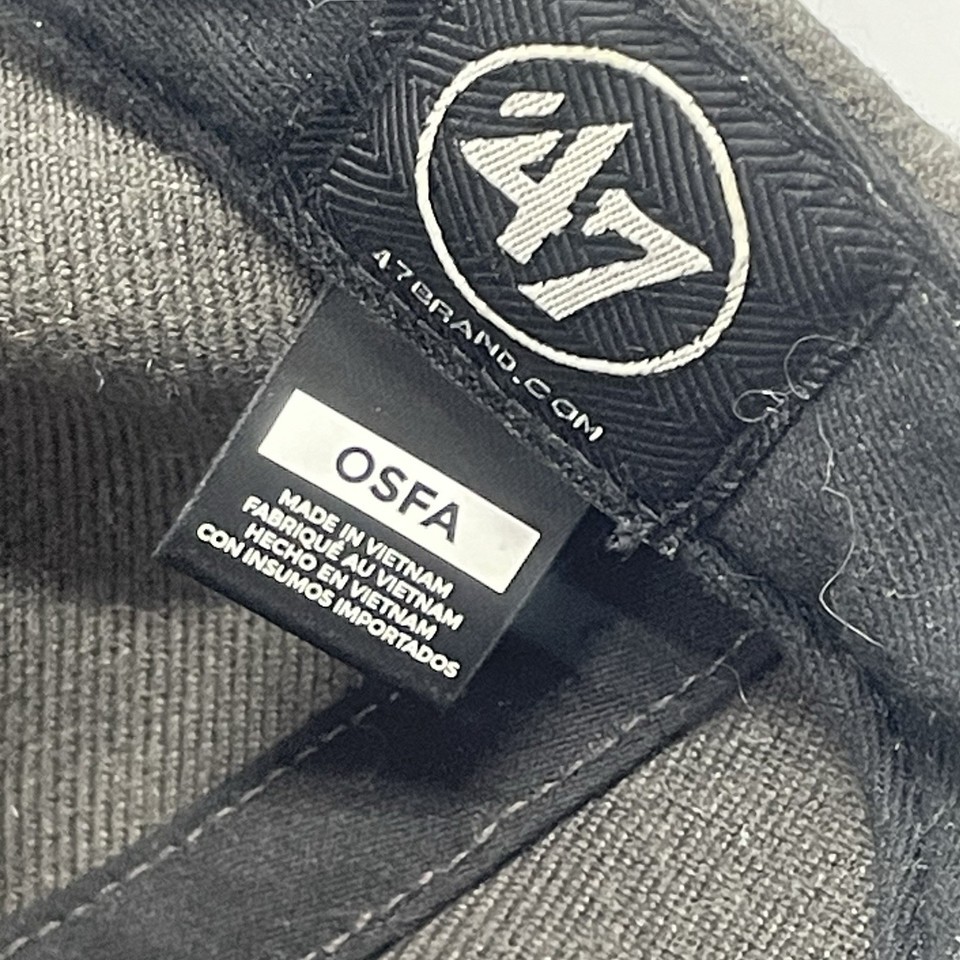 '47
47BRAND.COM
OSFA
MADE IN VIETNAM
FABRIQUÉ AU VIETNAM
HECHO EN VIETNAM
CON INSUMOS IMPORTADOS